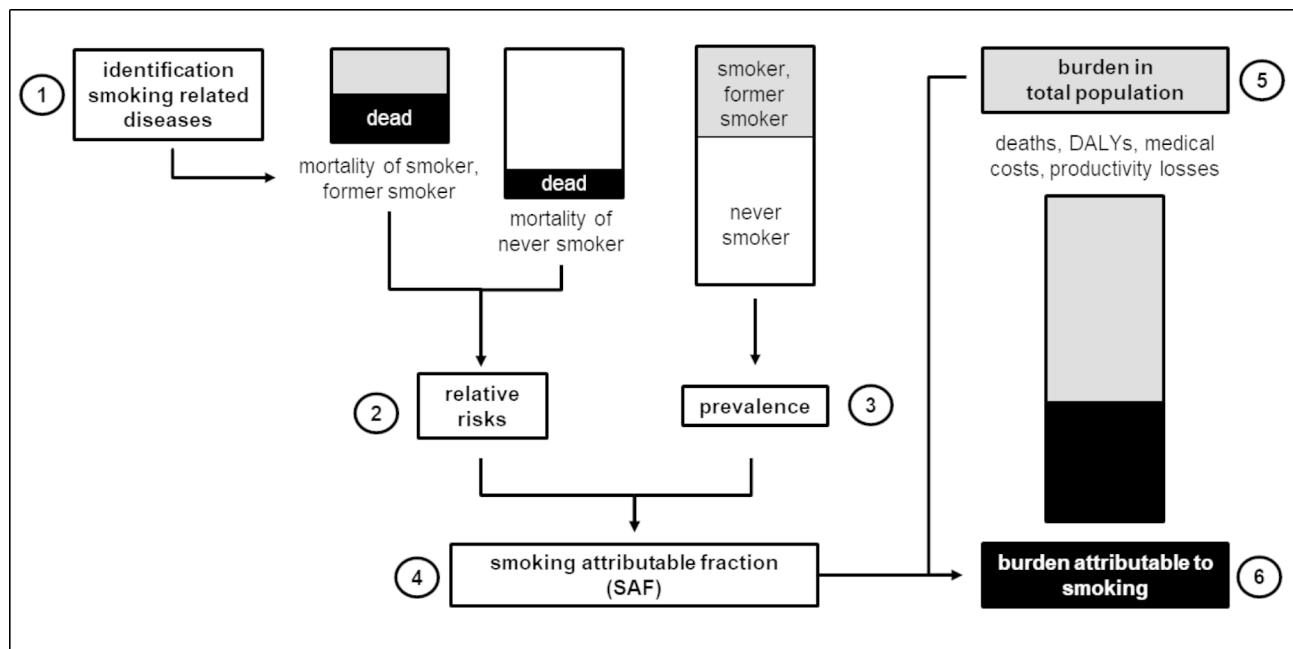 1
identification
smoking related
diseases
dead
mortality of smoker,
former smoker
dead
mortality of
never smoker
smoker,
former
smoker
never
smoker
burden in
total population
5
deaths, DALYs, medical
costs, productivity losses
2
relative
risks
prevalence
3
4
smoking attributable fraction
(SAF)
burden attributable to
smoking
6